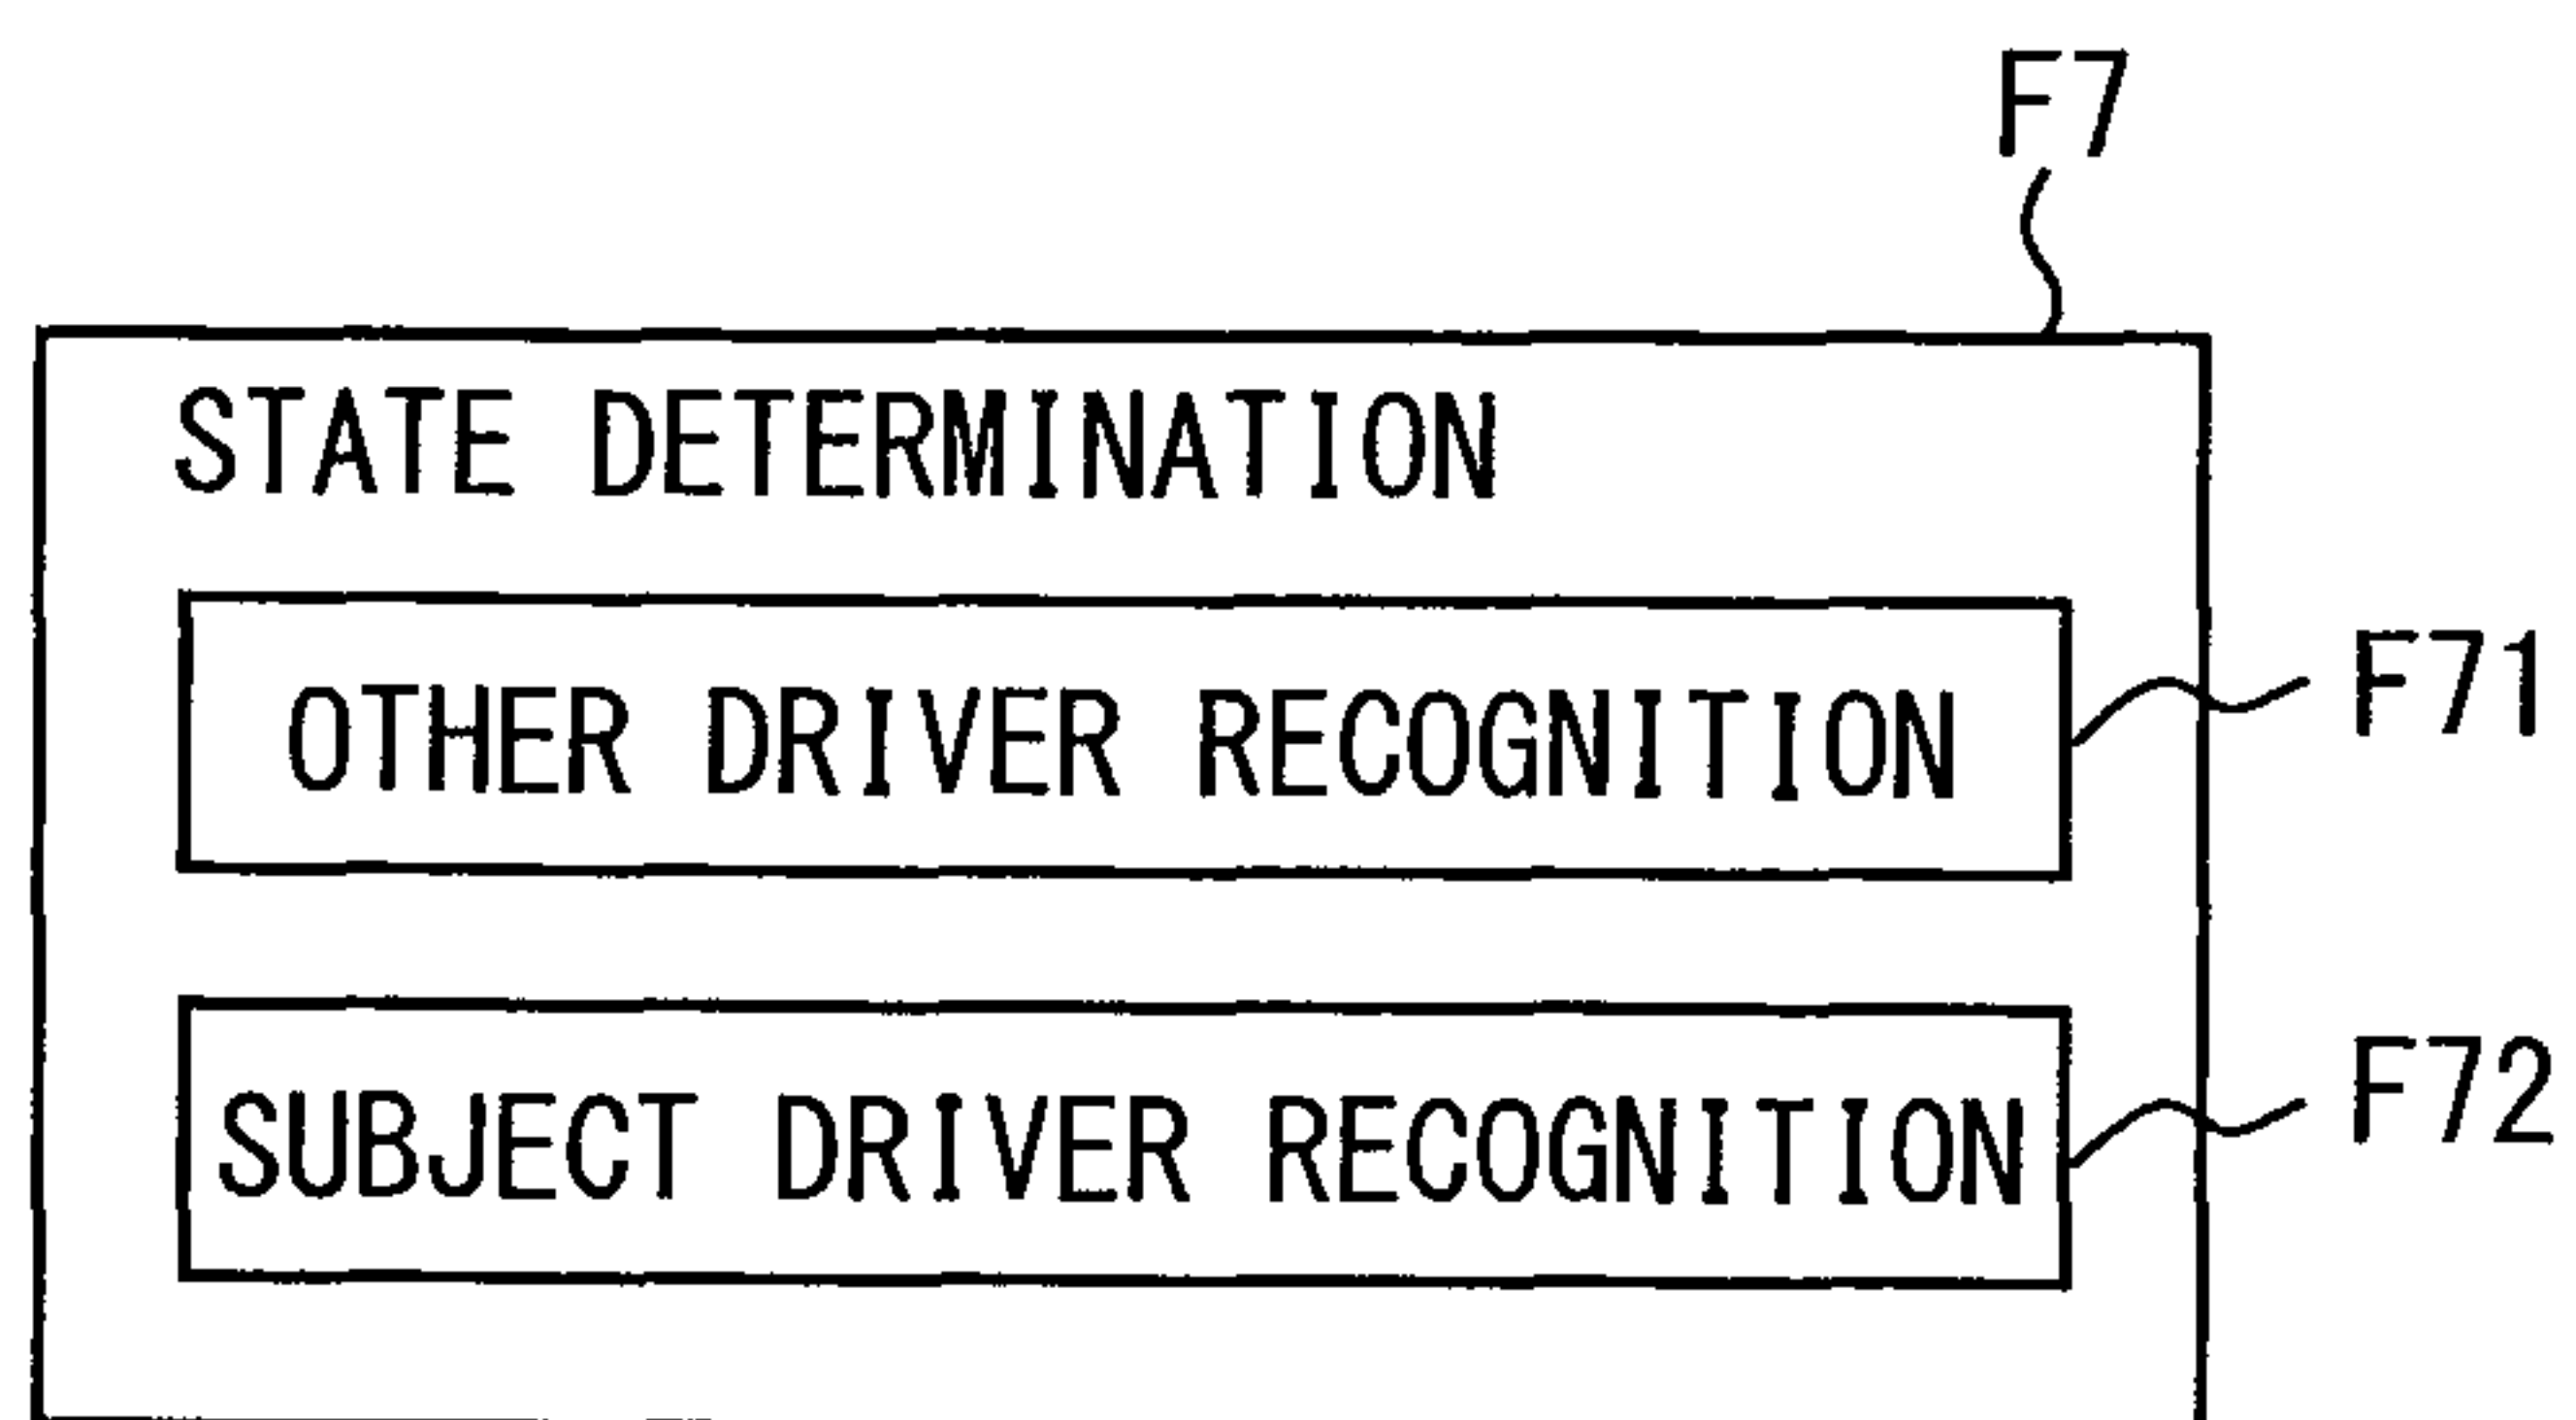 F7
STATE DETERMINATION
OTHER DRIVER RECOGNITION
F71
SUBJECT DRIVER RECOGNITION
F72